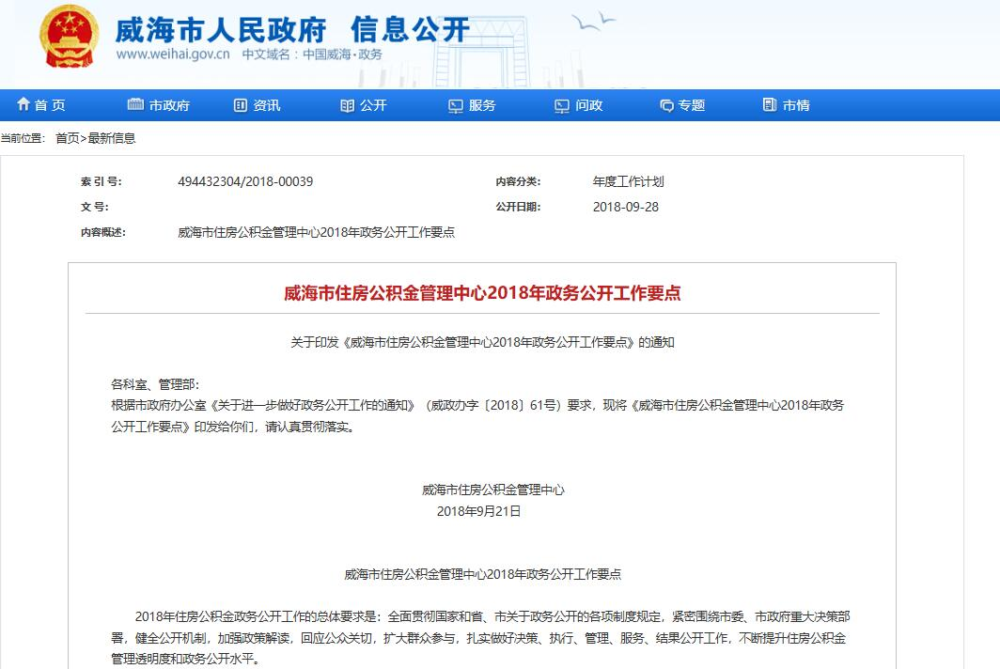 威海市人民政府 信息公开
www.weihai.gov.cn 中文域名：中国威海·政务
首页 市政府 资讯 公开 服务 问政 专题 市情
当前位置： 首页>最新信息
索 引 号： 494432304/2018-00039 内容分类： 年度工作计划
文 号： 公开日期： 2018-09-28
内容概述： 威海市住房公积金管理中心2018年政务公开工作要点
威海市住房公积金管理中心2018年政务公开工作要点
关于印发《威海市住房公积金管理中心2018年政务公开工作要点》的通知
各科室、管理部：
根据市政府办公室《关于进一步做好政务公开工作的通知》（威政办字〔2018〕61号）要求，现将《威海市住房公积金管理中心2018年政务
公开工作要点》印发给你们，请认真贯彻落实。
威海市住房公积金管理中心
2018年9月21日
威海市住房公积金管理中心2018年政务公开工作要点
2018年住房公积金政务公开工作的总体要求是：全面贯彻国家和省、市关于政务公开的各项制度规定，紧密围绕市委、市政府重大决策部
署，健全公开机制，加强政策解读，回应公众关切，扩大群众参与，扎实做好决策、执行、管理、服务、结果公开工作，不断提升住房公积金
管理透明度和政务公开水平。